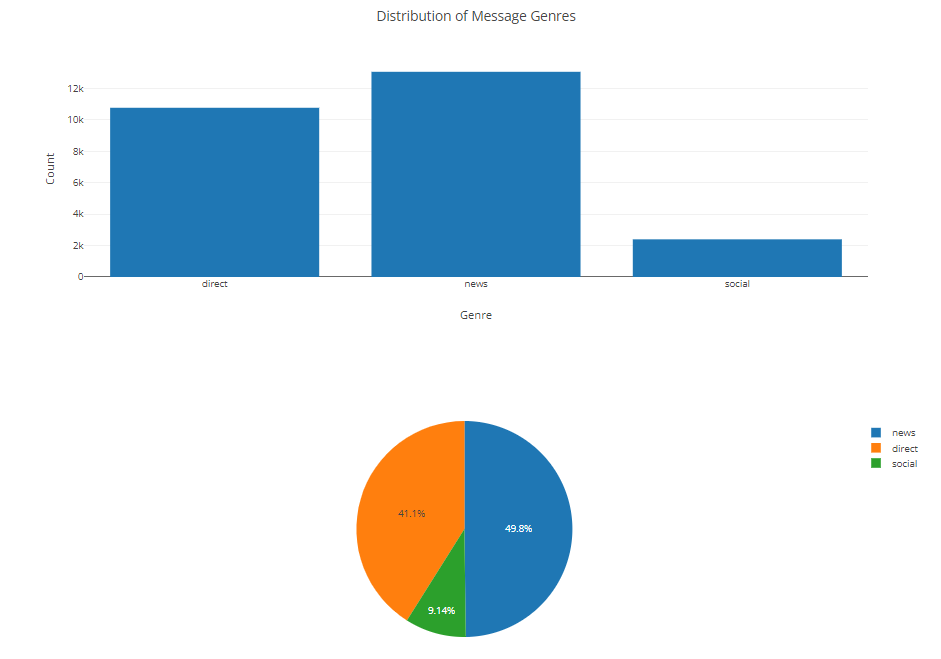 Distribution of Message Genres
12k
10k
8k
6k
4k
2k
0
Count
direct news social
Genre
news
direct
social
41.1%
49.8%
9.14%